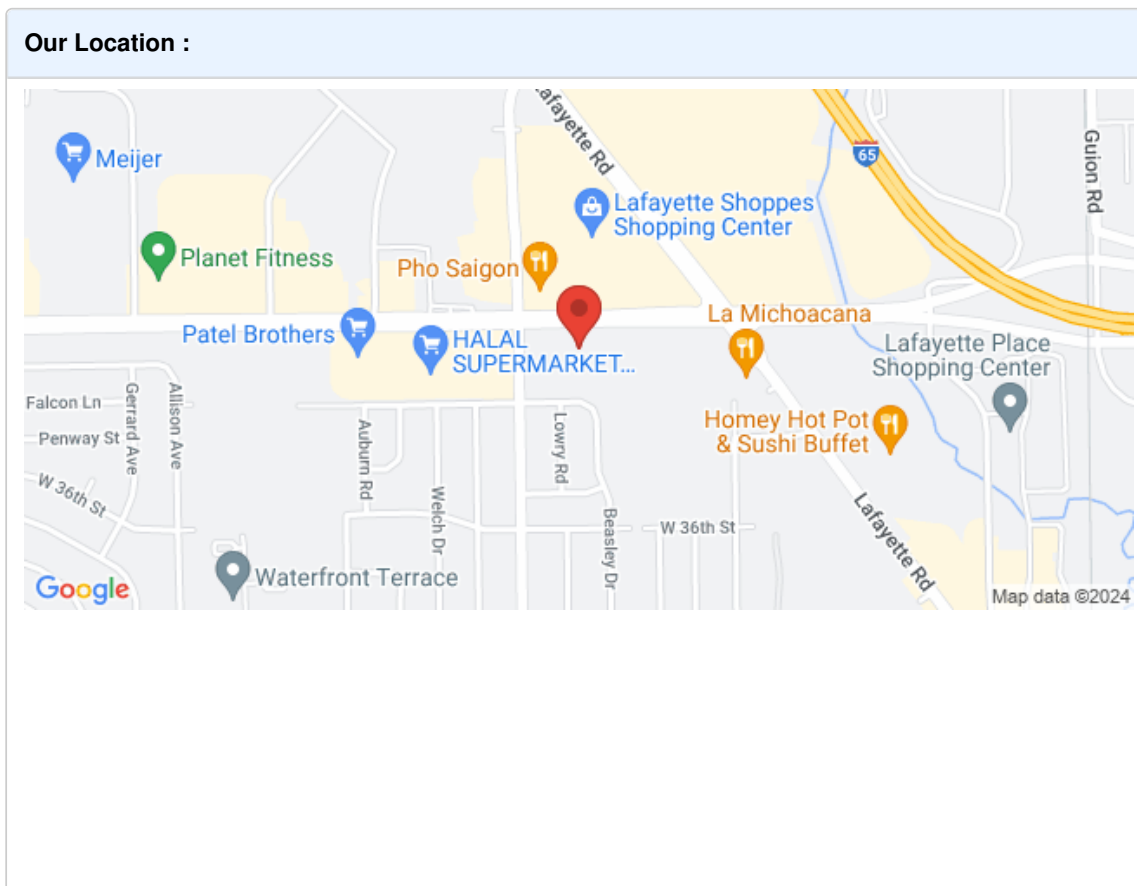 Our Location :
Lafayette Rd
65
Guion Rd
Meijer
Lafayette Shoppes
Shopping Center
Planet Fitness
Pho Saigon
La Michoacana
Patel Brothers
HALAL
SUPERMARKET...
Lafayette Place
Shopping Center
Falcon Ln
Gerrard Ave
Allison Ave
Penway St
Auburn Rd
Lowry Rd
Homey Hot Pot
& Sushi Buffet
W 36th St
Welch Dr
Beasley Dr
W 36th St
Lafayette Rd
Waterfront Terrace
Google
Map data ©2024